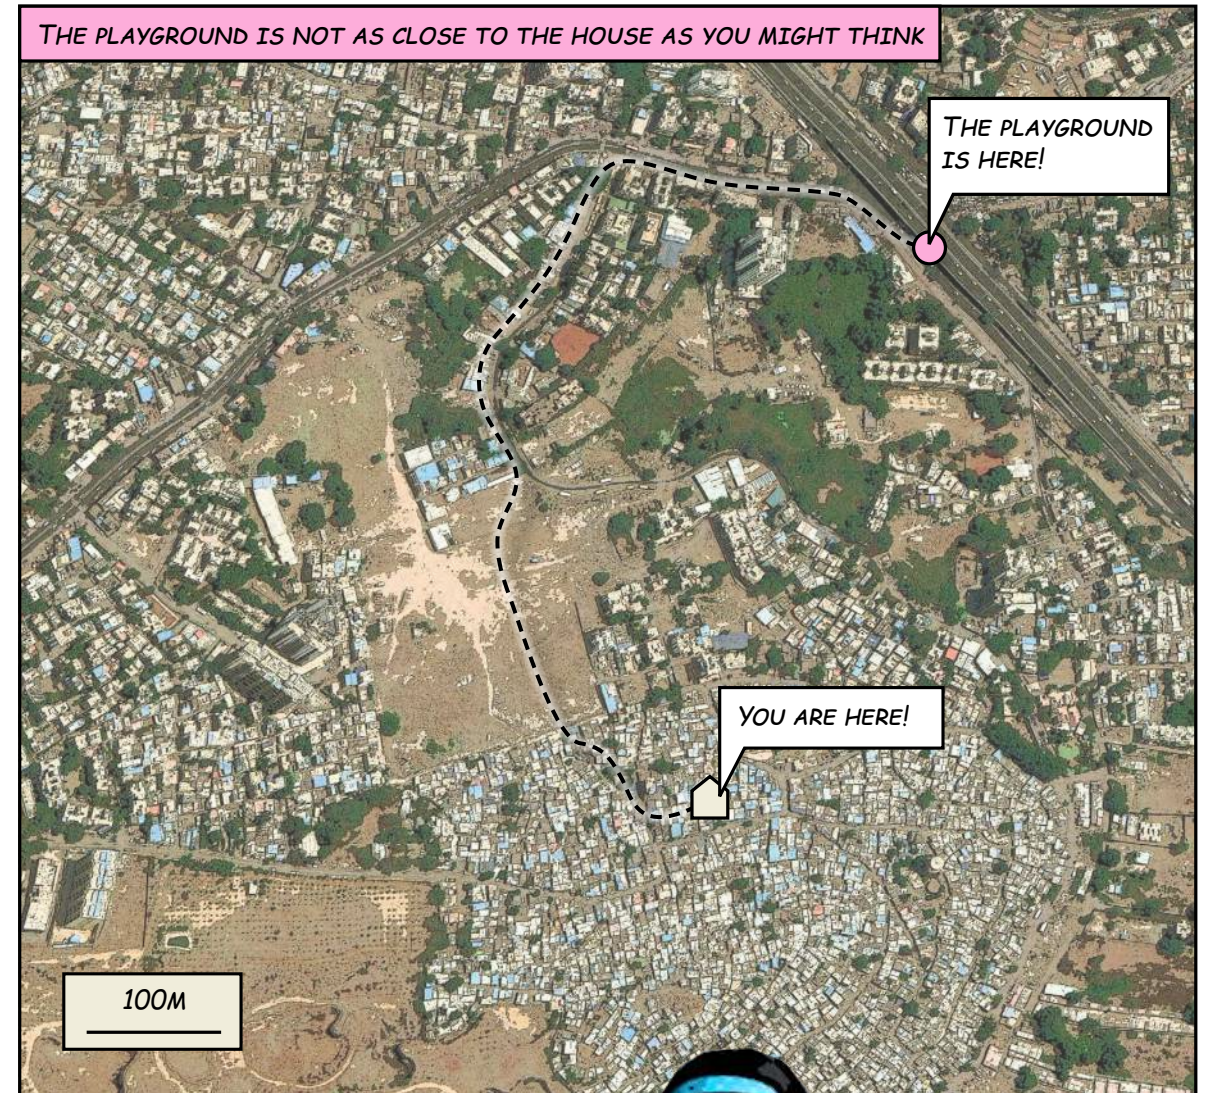 THE PLAYGROUND IS NOT AS CLOSE TO THE HOUSE AS YOU MIGHT THINK
THE PLAYGROUND
IS HERE!
YOU ARE HERE!
100M